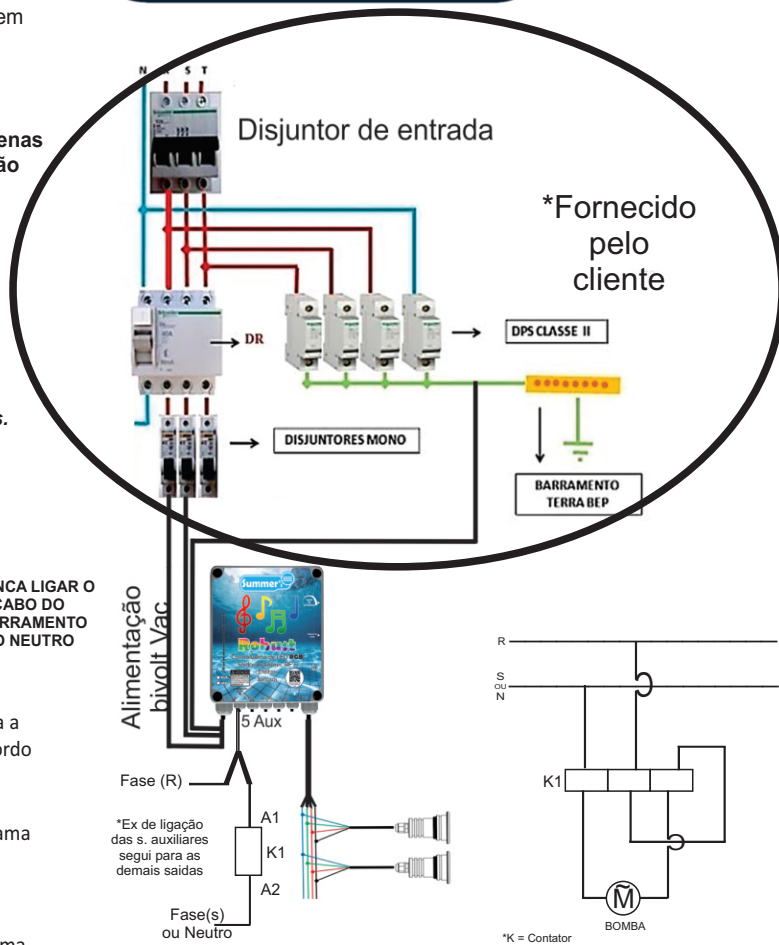 em
N R S T
enas
ão
Disjuntor de entrada
*Fornecido
pelo
cliente
DR
DPS CLASSE II
s.
DISJUNTORES MONO
BARRAMENTO
TERRA BEP
NCA LIGAR O
CABO DO
RRAMENTO
O NEUTRO
Alimentação
bivolt Vac
Summer
Robust
5 Aux
a a
ordo
Fase (R)
*Ex de ligação
das s. auxiliares
segui para as
demais saidas
A1
K1
A2
ama
Fase(s)
ou Neutro
ma
R
S
OU
N
K1
M
BOMBA
*K = Contator